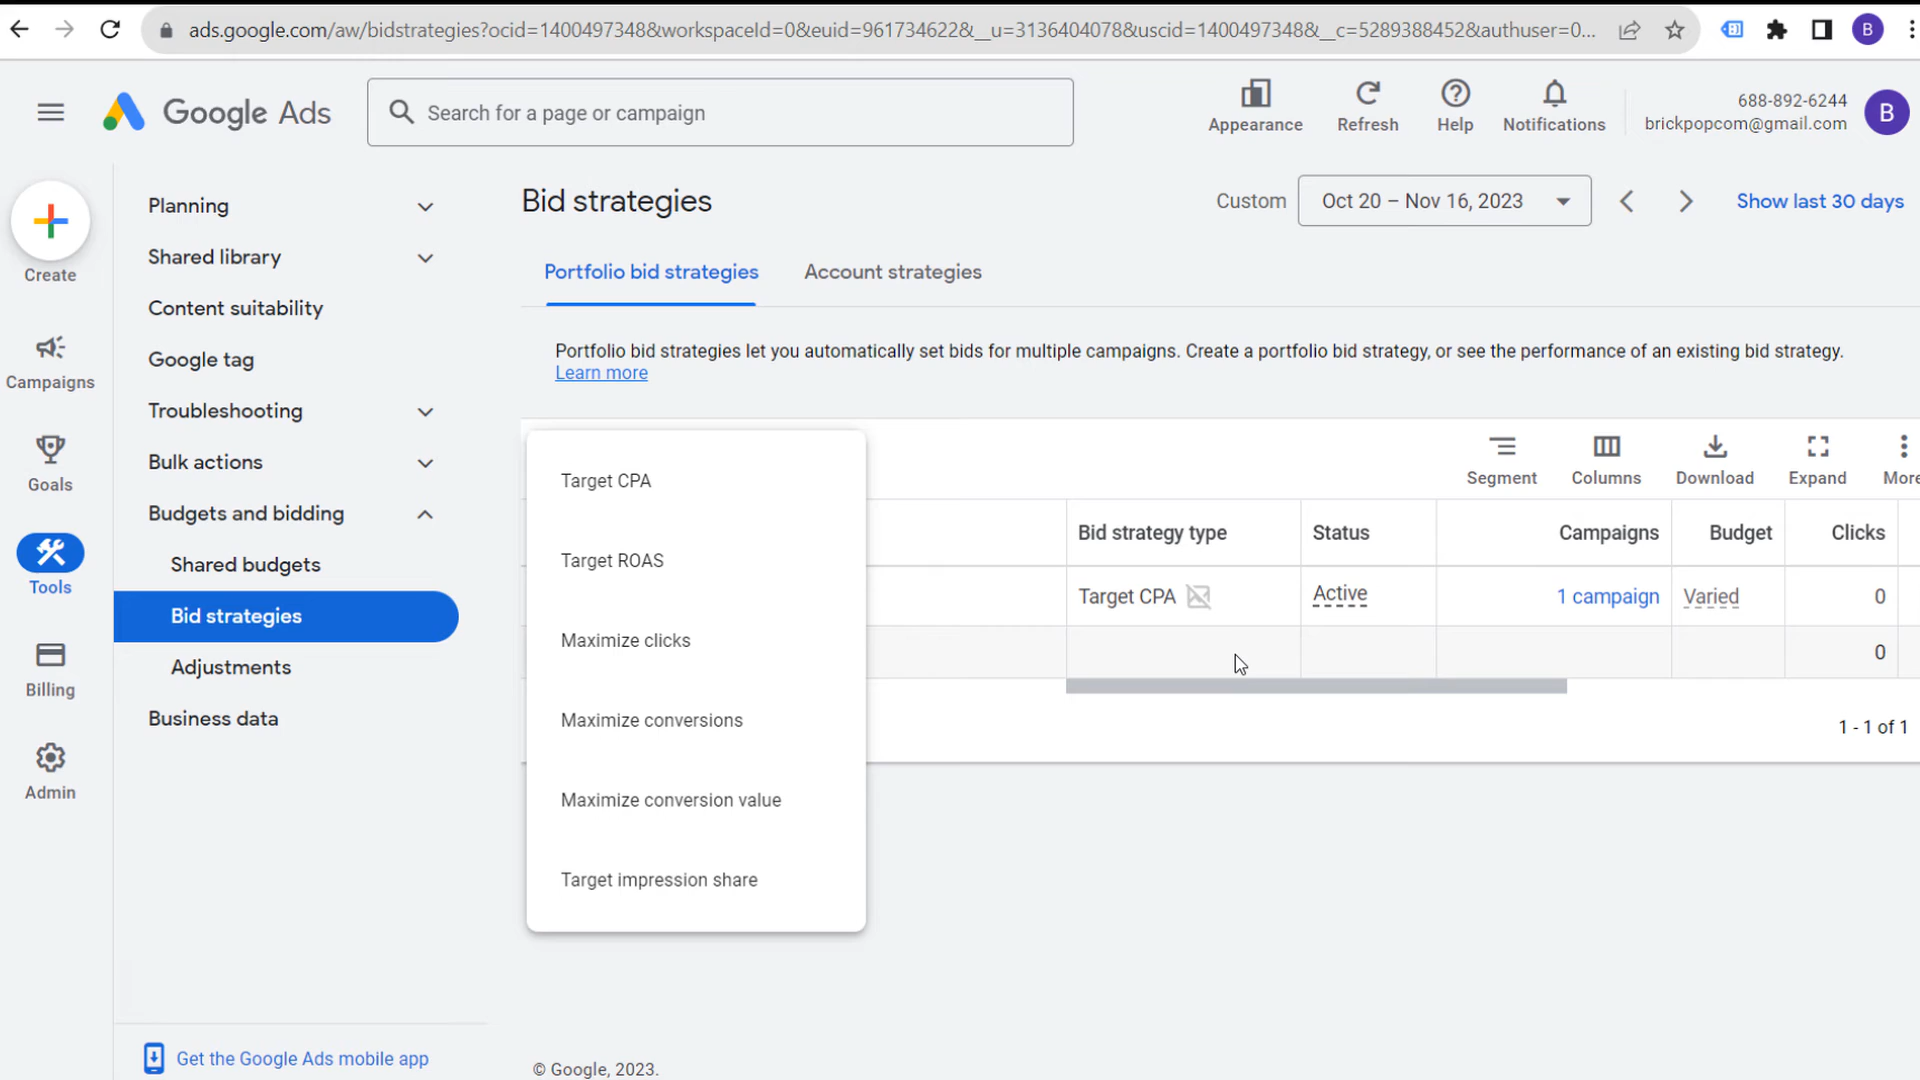 ads.google.com/aw/bidstrategies?ocid=1400497348&workspaceId=0&euid=961734622&__u=3136404078&uscid=1400497348&__c=5289388452&authuser=0...
B
Google Ads
Search for a page or campaign
Appearance
Refresh
Help
Notifications
688-892-6244
brickpopcom@gmail.com
B
Create
Campaigns
Goals
Tools
Billing
Admin
Planning
Shared library
Content suitability
Google tag
Troubleshooting
Bulk actions
Budgets and bidding
Shared budgets
Bid strategies
Adjustments
Business data
Get the Google Ads mobile app
Bid strategies
Custom
Oct 20 – Nov 16, 2023
Show last 30 days
Portfolio bid strategies
Account strategies
Portfolio bid strategies let you automatically set bids for multiple campaigns. Create a portfolio bid strategy, or see the performance of an existing bid strategy.
Learn more
Target CPA
Target ROAS
Maximize clicks
Maximize conversions
Maximize conversion value
Target impression share
Segment
Columns
Download
Expand
More
Bid strategy type
Status
Campaigns
Budget
Clicks
Target CPA
Active
1 campaign
Varied
0
0
1 - 1 of 1
© Google, 2023.